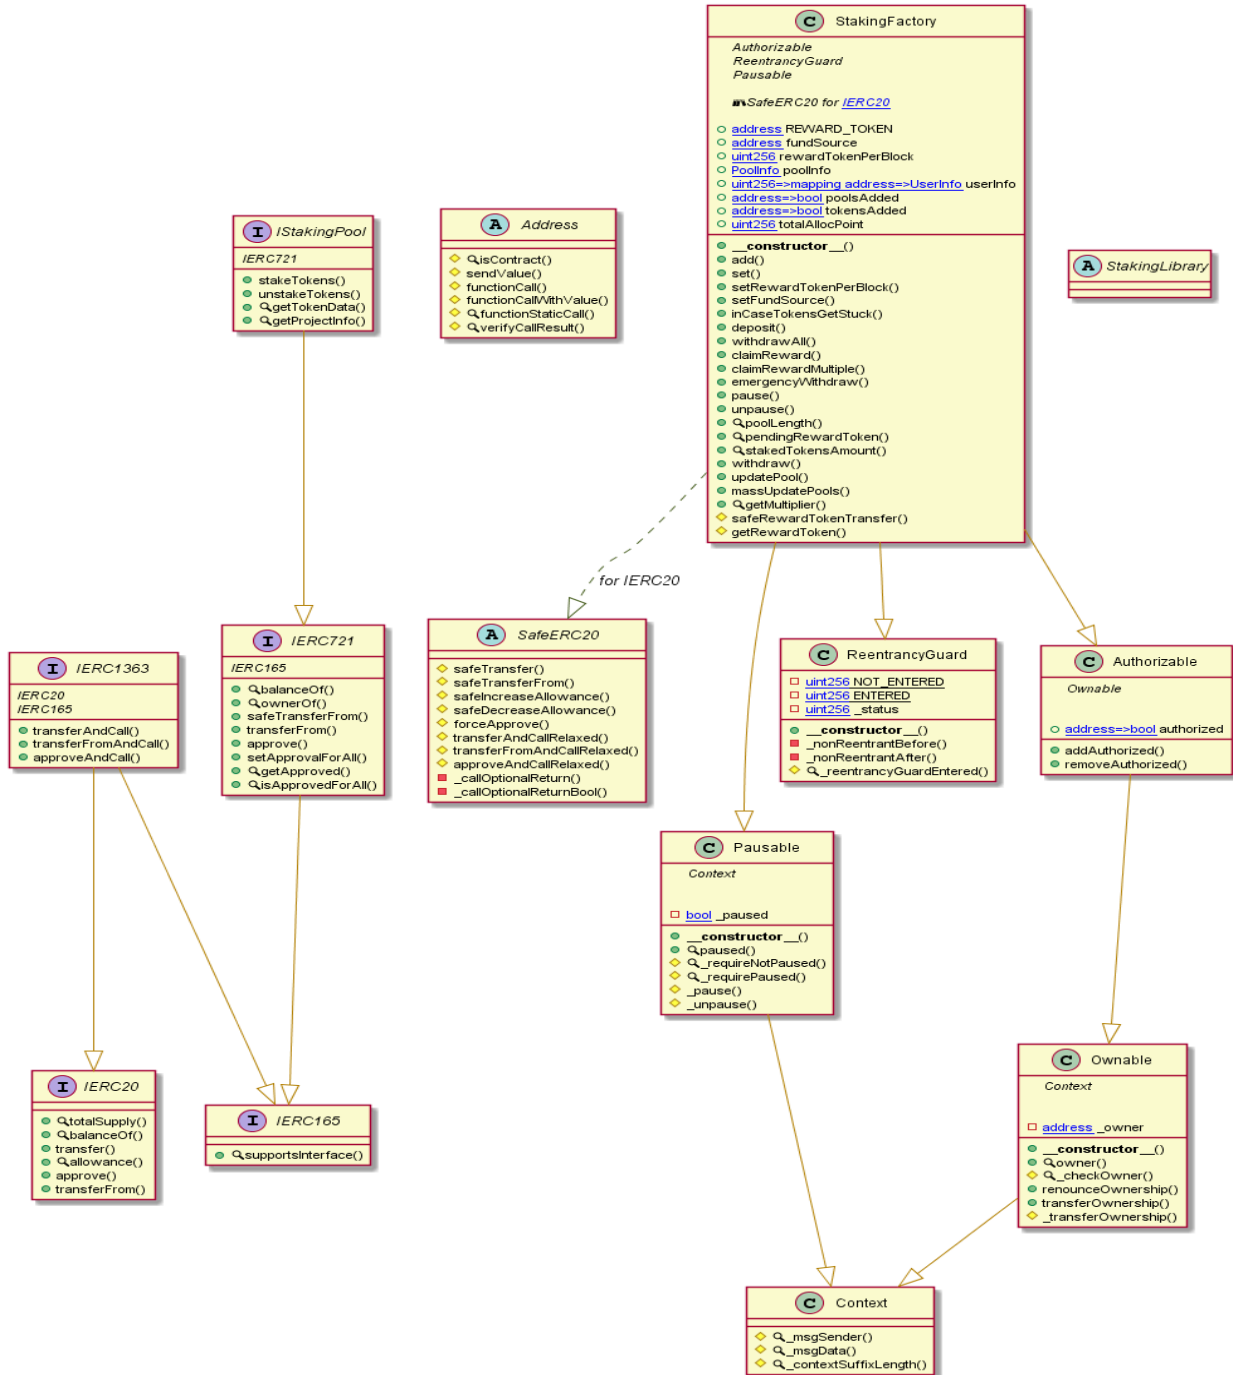 C StakingFactory
Authorizable
ReentrancyGuard
Pausable
SafeERC20 for IERC20
address REWARD_TOKEN
address fundSource
uint256 rewardTokenPerBlock
PoolInfo poolInfo
uint256=>mapping address=>UserInfo userInfo
address=>bool poolsAdded
address=>bool tokensAdded
uint256 totalAllocPoint
__constructor__()
add()
set()
setRewardTokenPerBlock()
setFundSource()
inCaseTokensGetStuck()
deposit()
withdrawAll()
claimReward()
claimRewardMultiple()
emergencyWithdraw()
pause()
unpause()
poolLength()
pendingRewardToken()
stakedTokensAmount()
withdraw()
updatePool()
massUpdatePools()
getMultiplier()
safeRewardTokenTransfer()
getRewardToken()
I IStakingPool
IERC721
stakeTokens()
unstakeTokens()
getTokenData()
getProjectInfo()
A Address
isContract()
sendValue()
functionCall()
functionCallWithValue()
functionStaticCall()
verifyCallResult()
A StakingLibrary
for IERC20
I IERC1363
IERC20
IERC165
transferAndCall()
transferFromAndCall()
approveAndCall()
I IERC721
IERC165
balanceOf()
ownerOf()
safeTransferFrom()
transferFrom()
approve()
setApprovalForAll()
getApproved()
isApprovedForAll()
A SafeERC20
safeTransfer()
safeTransferFrom()
safeIncreaseAllowance()
safeDecreaseAllowance()
forceApprove()
transferAndCallRelaxed()
transferFromAndCallRelaxed()
approveAndCallRelaxed()
_callOptionalReturn()
_callOptionalReturnBool()
C ReentrancyGuard
uint256 NOT_ENTERED
uint256 ENTERED
uint256 _status
__constructor__()
_nonReentrantBefore()
_nonReentrantAfter()
_reentrancyGuardEntered()
C Authorizable
Ownable
address=>bool authorized
addAuthorized()
removeAuthorized()
C Pausable
Context
bool _paused
__constructor__()
paused()
_requireNotPaused()
_requirePaused()
_pause()
_unpause()
I IERC20
totalSupply()
balanceOf()
transfer()
allowance()
approve()
transferFrom()
I IERC165
supportsInterface()
C Ownable
Context
address _owner
__constructor__()
owner()
_checkOwner()
renounceOwnership()
transferOwnership()
_transferOwnership()
C Context
_msgSender()
_msgData()
_contextSuffixLength()